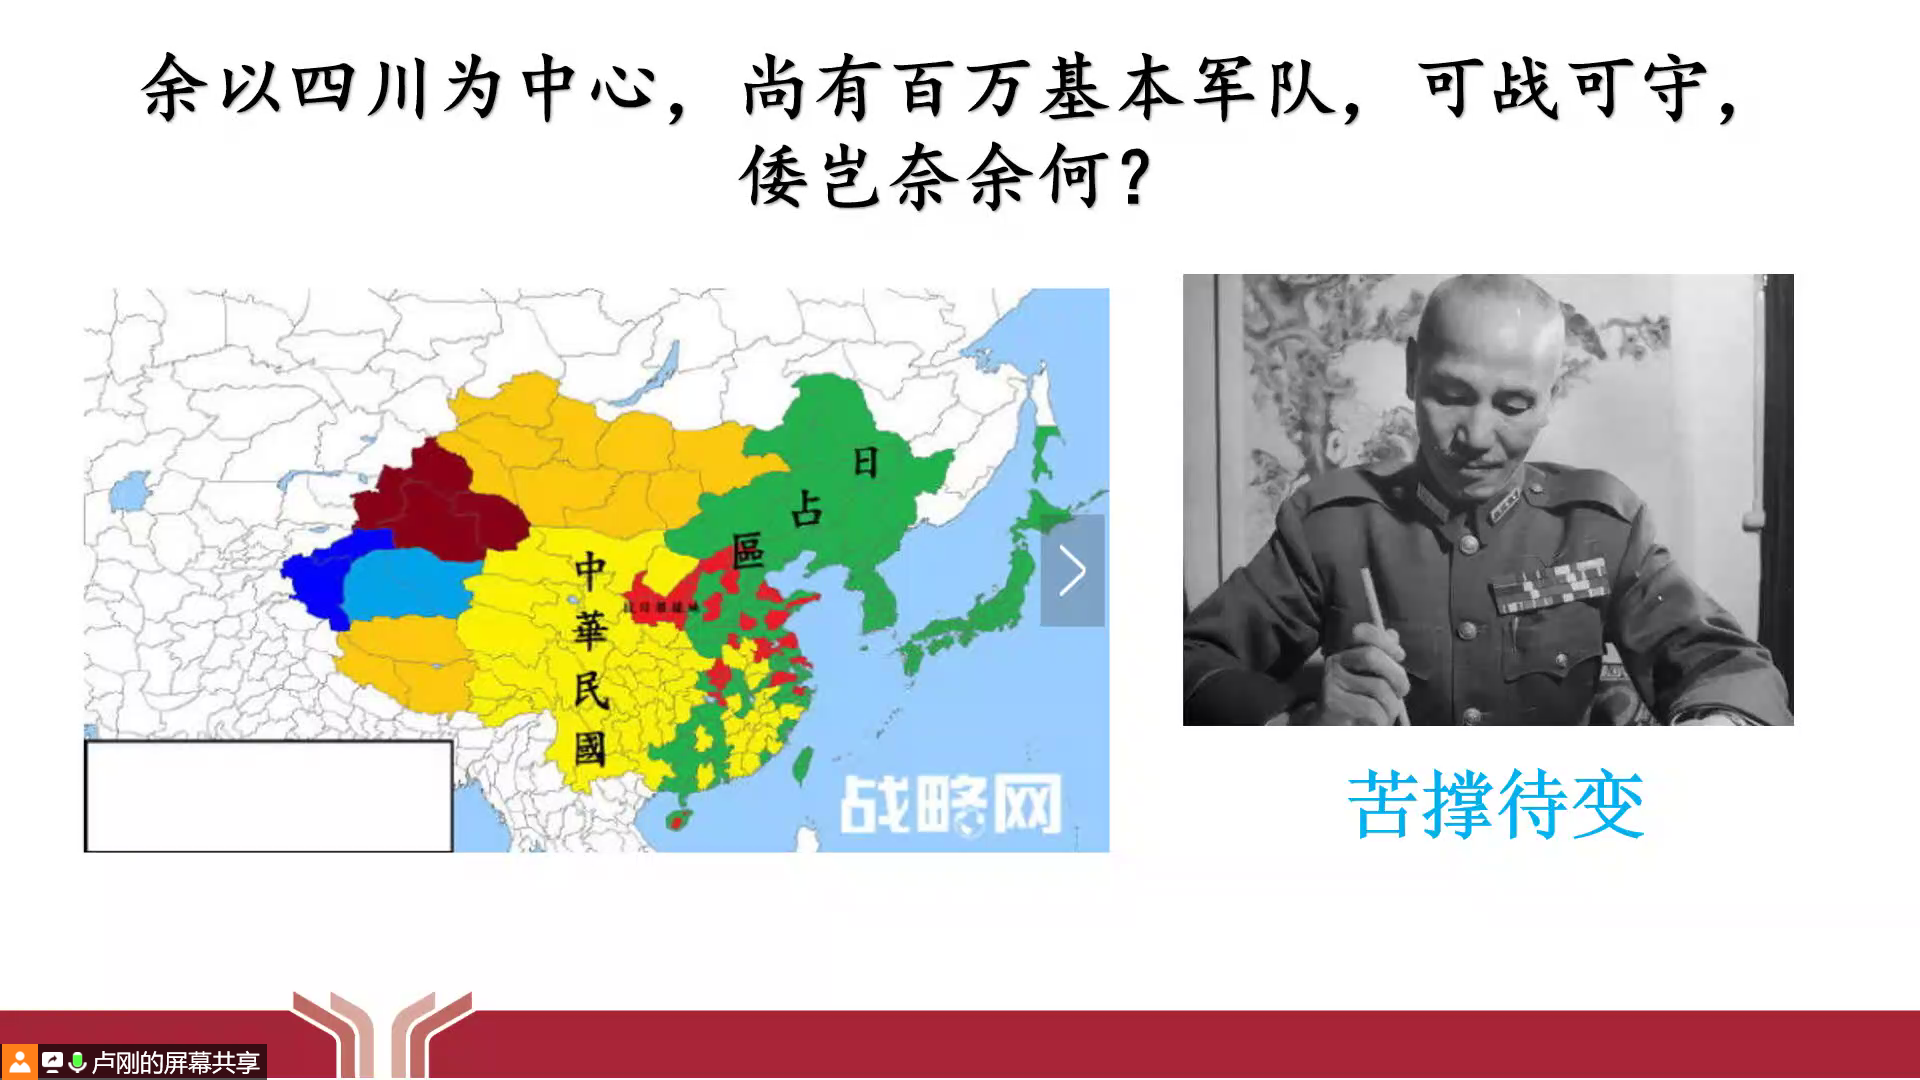 余以四川为中心，尚有百万基本军队，可战可守，
倭岂奈余何？
日
占
區
中
華
民
國
战略网
苦撑待变
卢刚的屏幕共享